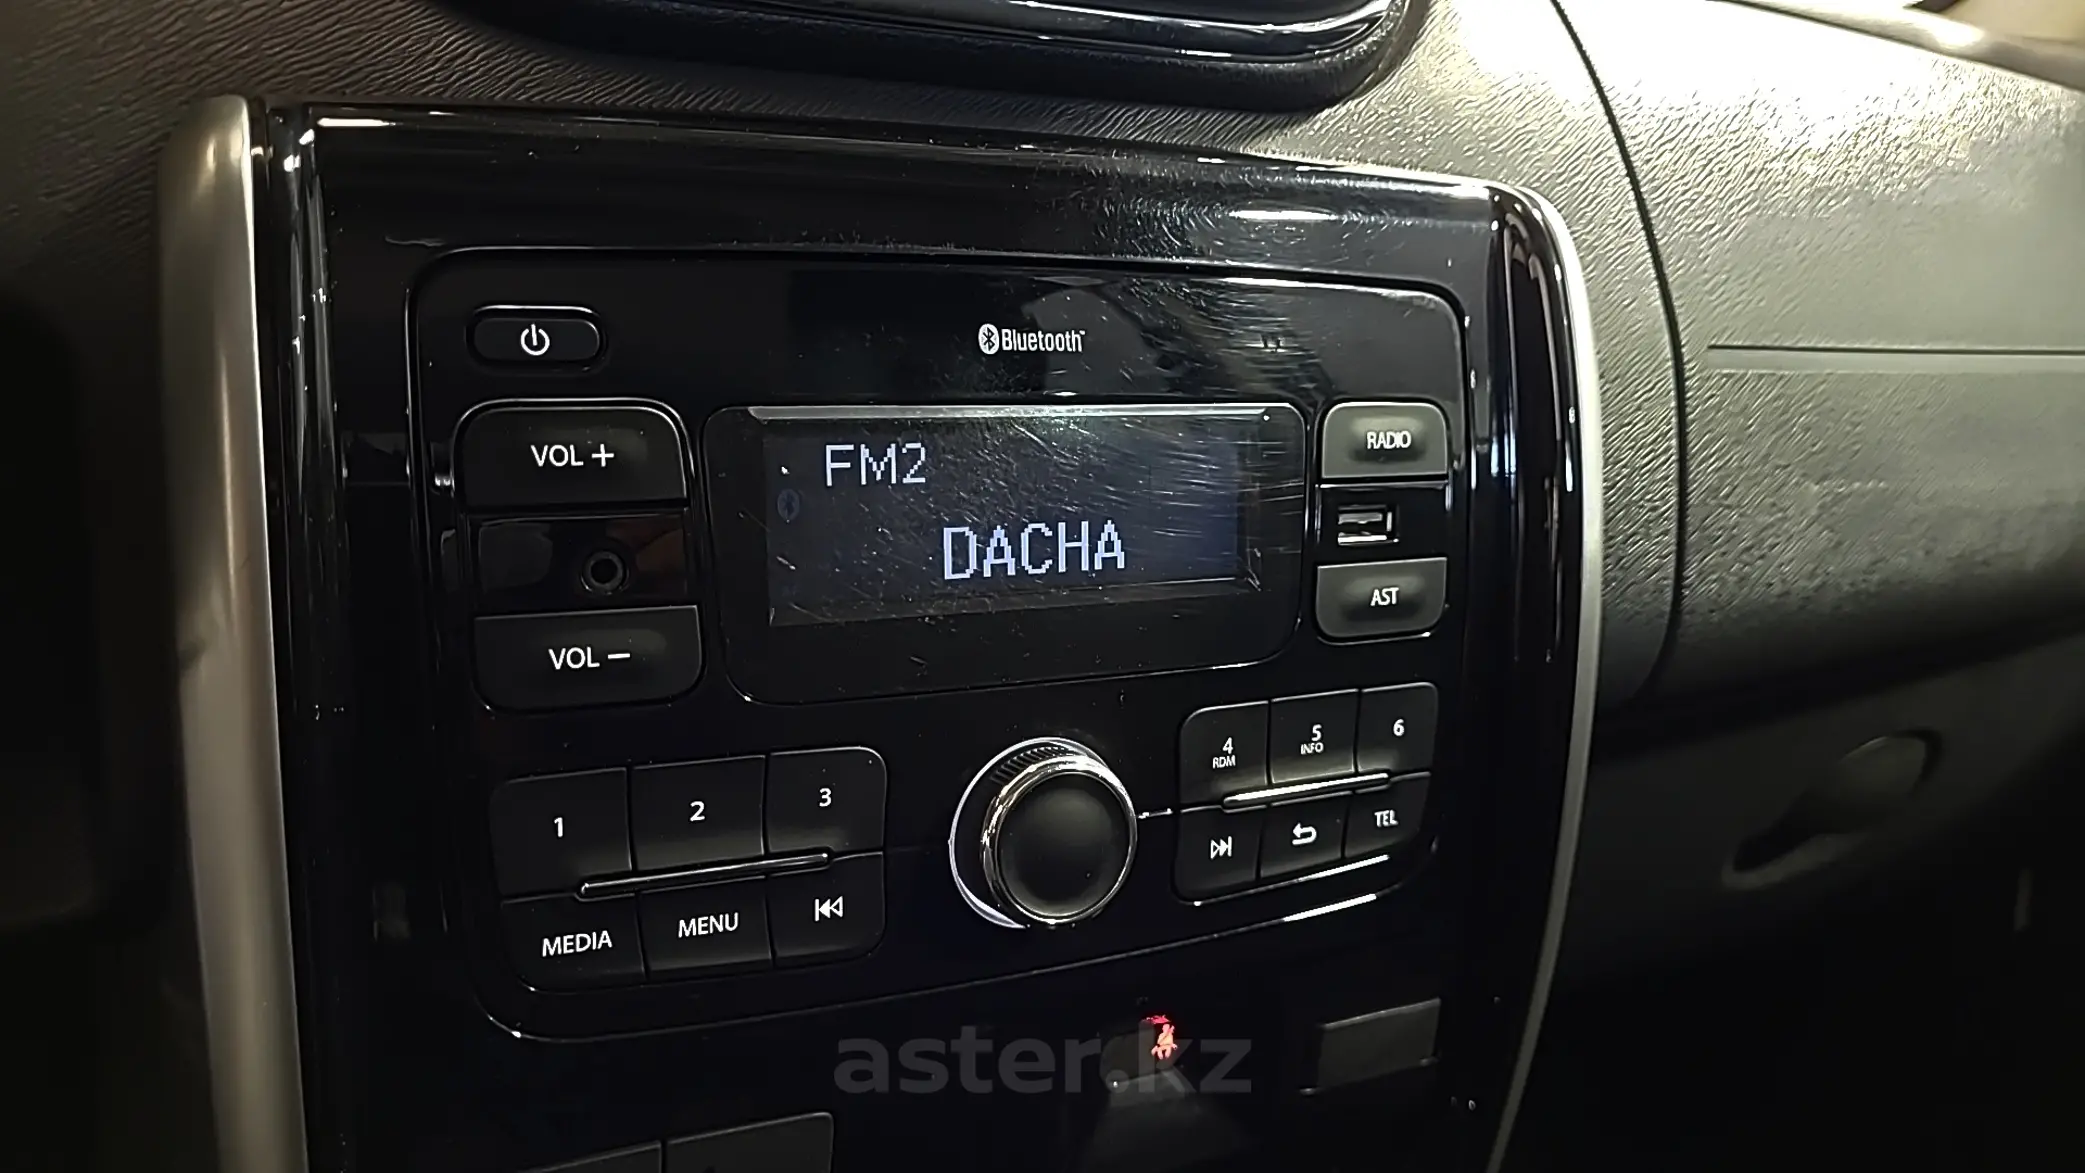 Bluetooth™
VOL +
FM2
RADIO
DACHA
AST
VOL −
1
2
3
4
RDM
5
INFO
6
MEDIA
MENU
TEL
aster.kz